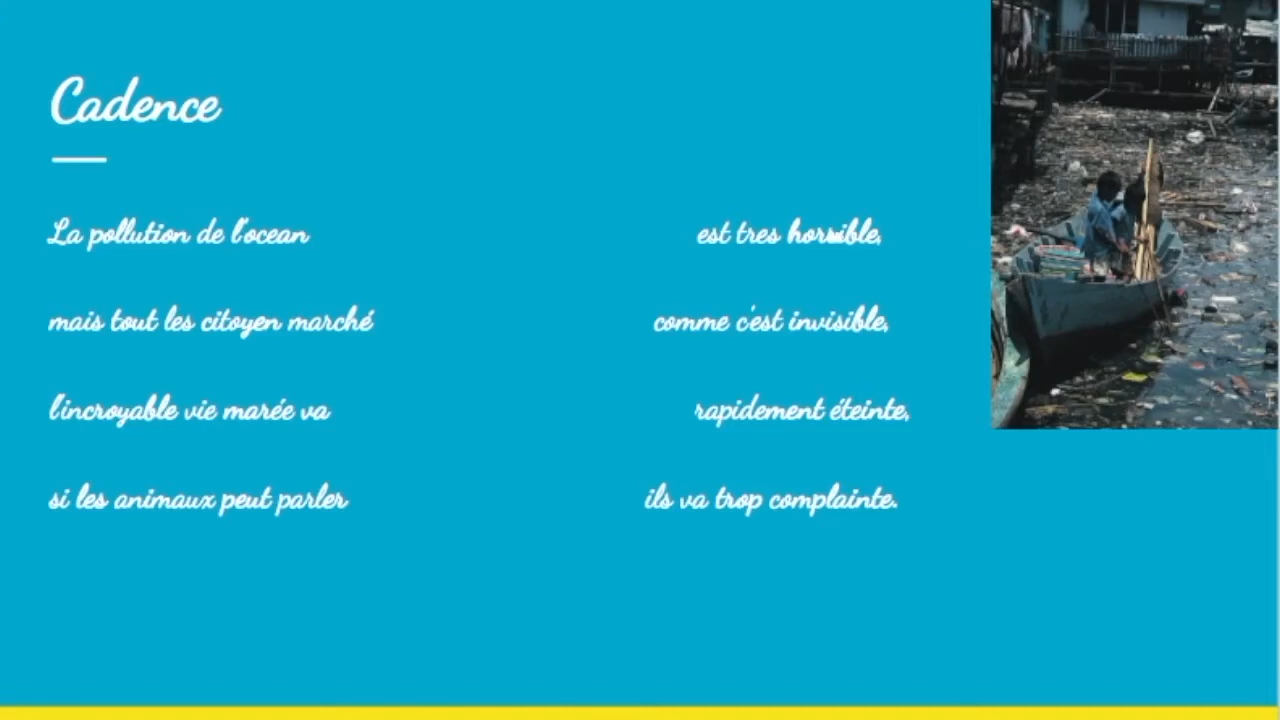 Cadence
La pollution de l'ocean est tres horrible,
mais tout les citoyen marché comme c'est invisible,
l'incroyable vie marée va rapidement éteinte,
si les animaux peut parler ils va trop complainte.